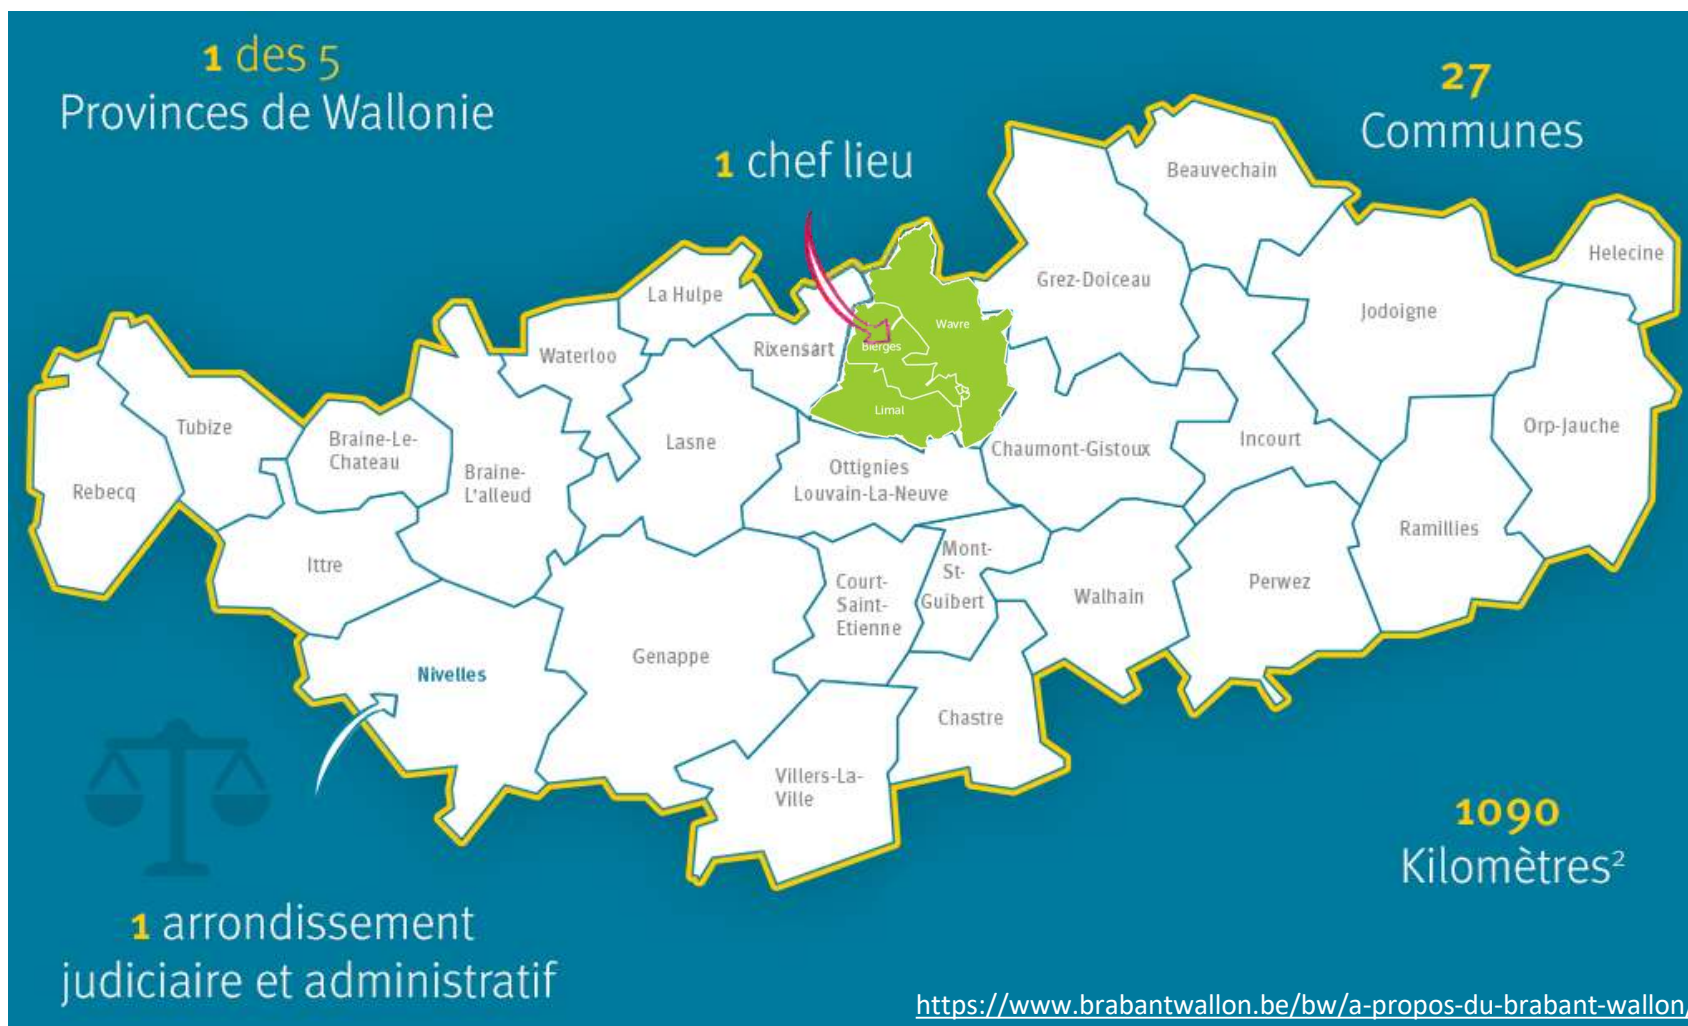 1 des 5
Provinces de Wallonie
27
Communes
1 chef lieu
Beauvechain
Helecine
Grez-Doiceau
La Hulpe
Jodoigne
Wavre
Waterloo
Rixensart
Bierges
Limal
Tubize
Braine-Le-
Chateau
Lasne
Orp-Jauche
Incourt
Chaumont-Gistoux
Braine-
L'alleud
Ottignies
Louvain-La-Neuve
Rebecq
Ramillies
Ittre
Mont-
St-
Guibert
Court-
Saint-
Etienne
Walhain
Perwez
Genappe
Nivelles
Chastre
Villers-La-
Ville
1090
Kilomètres²
1 arrondissement
judiciaire et administratif
https://www.brabantwallon.be/bw/a-propos-du-brabant-wallon/